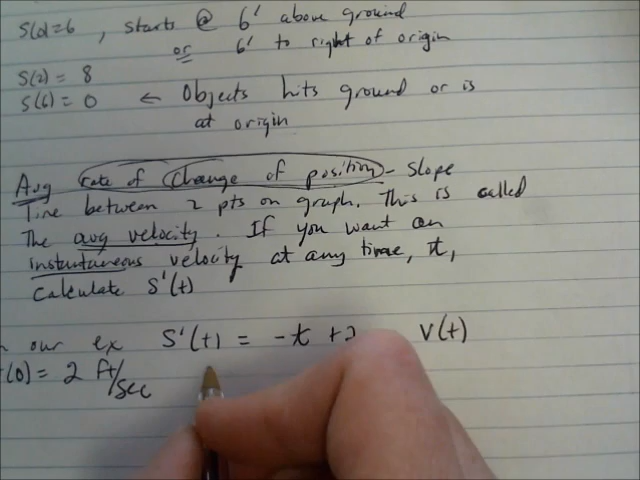 S(0)=6 , starts @ 6' above ground
or 6' to right of origin
S(2) = 8
S(6) = 0 ← Objects hits ground or is
at origin
Avg rate of change of position - slope
line between 2 pts on graph. This is called
The avg velocity. If you want an
instantaneous velocity at any time, t,
calculate S'(t)
n our ex S'(t) = -t +2 V(t)
(0) = 2 ft/sec